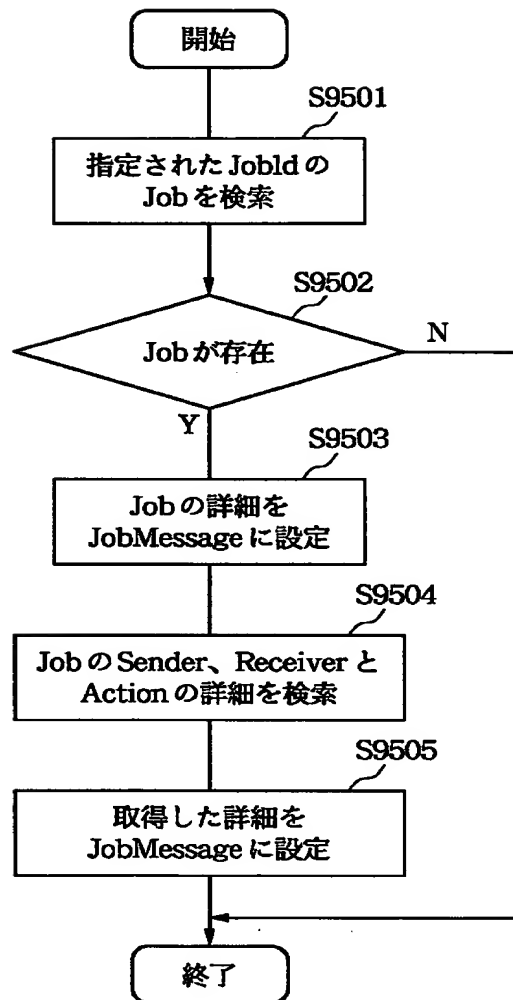 開始
S9501
指定されたJobIdの
Jobを検索
S9502
Jobが存在
N
Y
S9503
Jobの詳細を
JobMessageに設定
S9504
JobのSender、Receiverと
Actionの詳細を検索
S9505
取得した詳細を
JobMessageに設定
終了